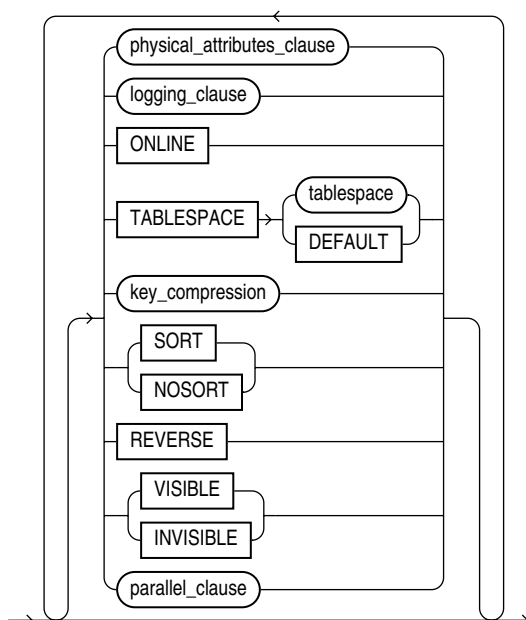 physical_attributes_clause
logging_clause
ONLINE
tablespace
TABLESPACE
DEFAULT
key_compression
SORT
NOSORT
REVERSE
VISIBLE
INVISIBLE
parallel_clause